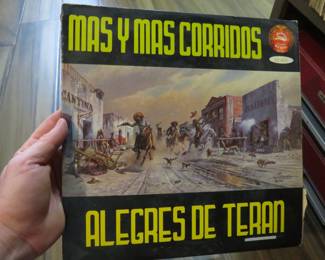 MAS Y MAS CORRIDOS
CANTINA
ALEGRES DE TERAN